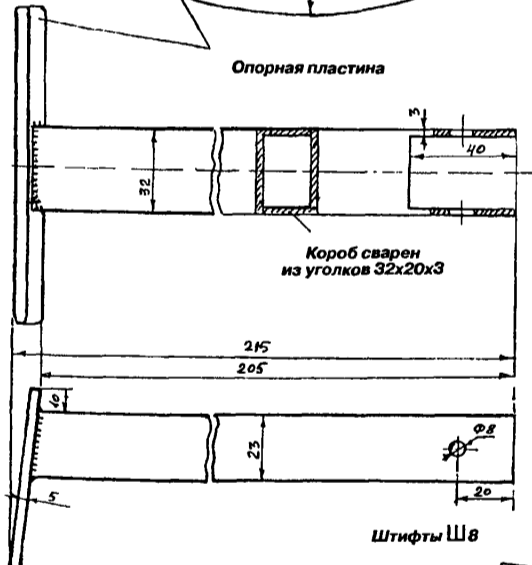 Опорная пластина
3
40
32
Короб сварен
из уголков 32х20х3
215
205
10
23
Ф8
5
20
Штифты Ш8